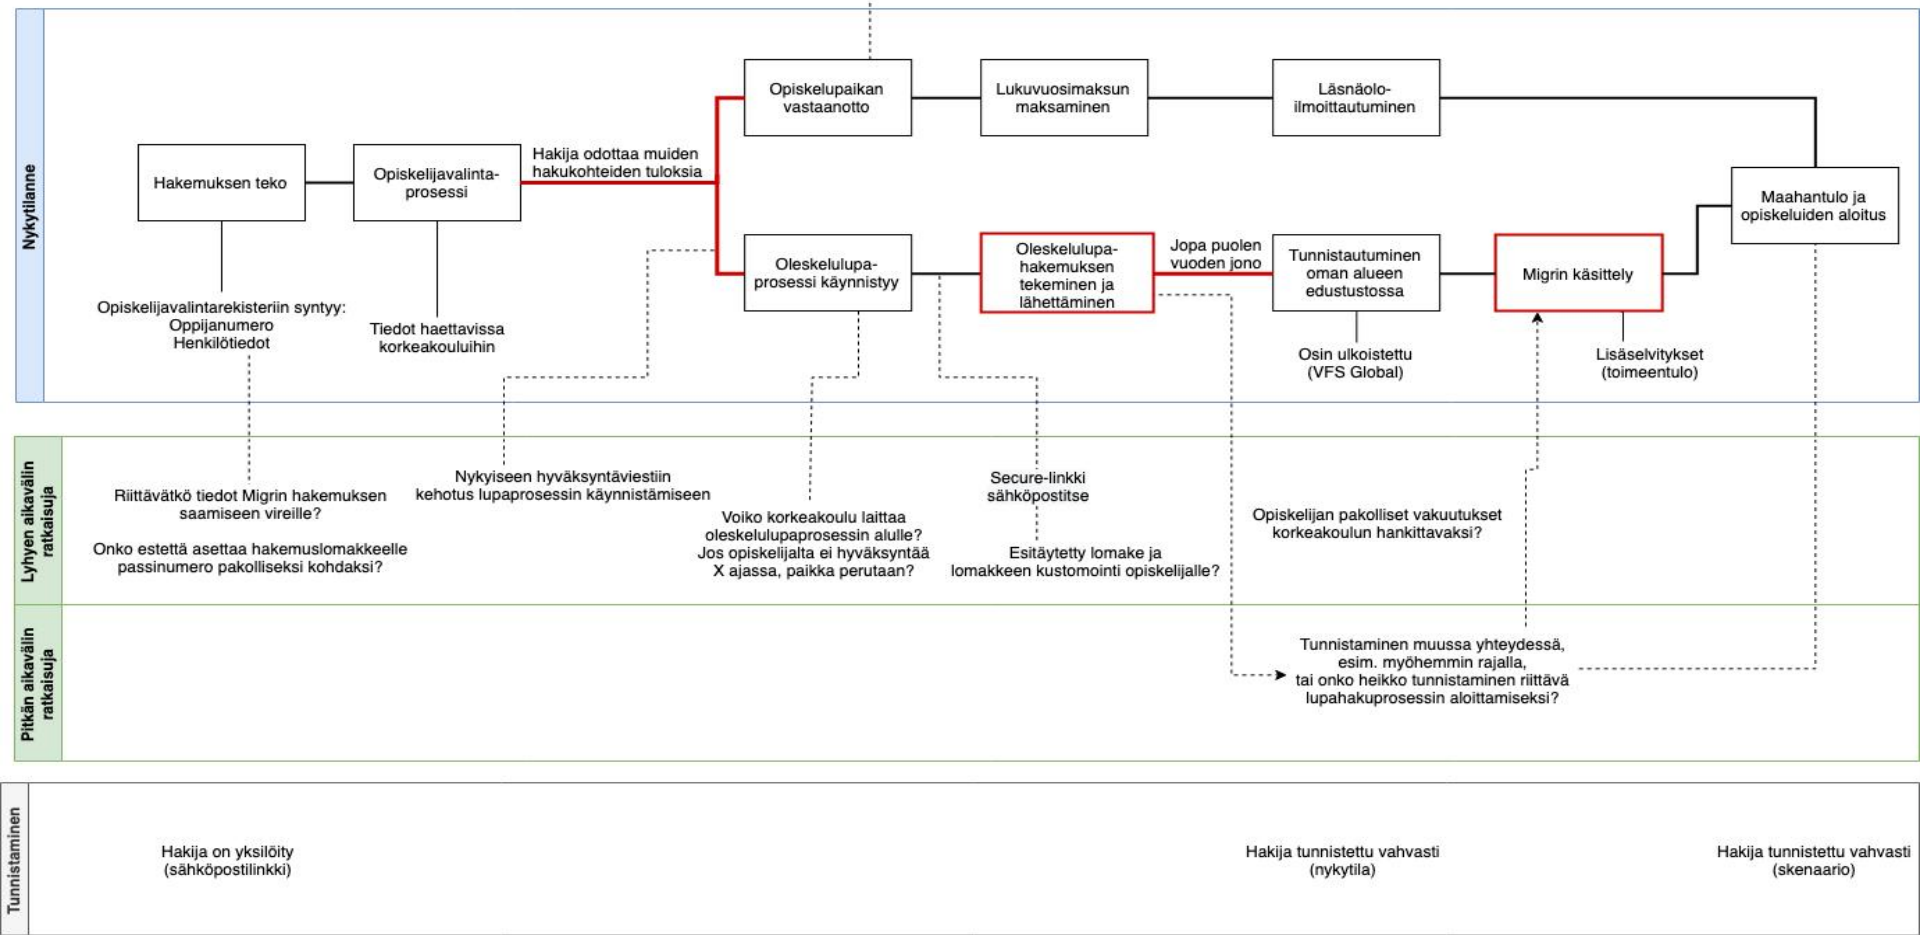 Nykytilanne
Opiskelupaikan
vastaanotto
Lukuvuosimaksun
maksaminen
Läsnäolo-
ilmoittautuminen
Hakemuksen teko
Opiskelijavalinta-
prosessi
Hakija odottaa muiden
hakukohteiden tuloksia
Maahantulo ja
opiskeluiden aloitus
Oleskelulupa-
prosessi käynnistyy
Oleskelulupa-
hakemuksen
tekeminen ja
lähettäminen
Jopa puolen
vuoden jono
Tunnistautuminen
oman alueen
edustustossa
Migrin käsittely
Opiskelijavalintarekisteriin syntyy:
Oppijanumero
Henkilötiedot
Tiedot haettavissa
korkeakouluihin
Osin ulkoistettu
(VFS Global)
Lisäselvitykset
(toimeentulo)
Lyhyen aikavälin
ratkaisuja
Riittävätkö tiedot Migrin hakemuksen
saamiseen vireille?
Onko estettä asettaa hakemuslomakkeelle
passinumero pakolliseksi kohdaksi?
Nykyiseen hyväksyntäviestiin
kehotus lupaprosessin käynnistämiseen
Voiko korkeakoulu laittaa
oleskelulupaprosessin alulle?
Jos opiskelijalta ei hyväksyntää
X ajassa, paikka perutaan?
Secure-linkki
sähköpostitse
Esitäytetty lomake ja
lomakkeen kustomointi opiskelijalle?
Opiskelijan pakolliset vakuutukset
korkeakoulun hankittavaksi?
Pitkän aikavälin
ratkaisuja
Tunnistaminen muussa yhteydessä,
esim. myöhemmin rajalla,
tai onko heikko tunnistaminen riittävä
lupahakuprosessin aloittamiseksi?
Tunnistaminen
Hakija on yksilöity
(sähköpostilinkki)
Hakija tunnistettu vahvasti
(nykytila)
Hakija tunnistettu vahvasti
(skenaario)